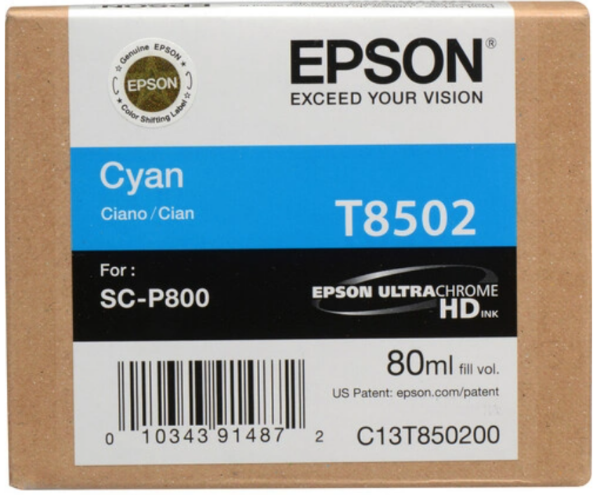 Genuine EPSON
EPSON
Color Shifting Label
EPSON®
EXCEED YOUR VISION
Cyan
Ciano/Cian
T8502
For :
SC-P800
EPSON ULTRACHROME
HD INK
80ml fill vol.
US Patent: epson.com/patent
0 10343 91487 2
C13T850200